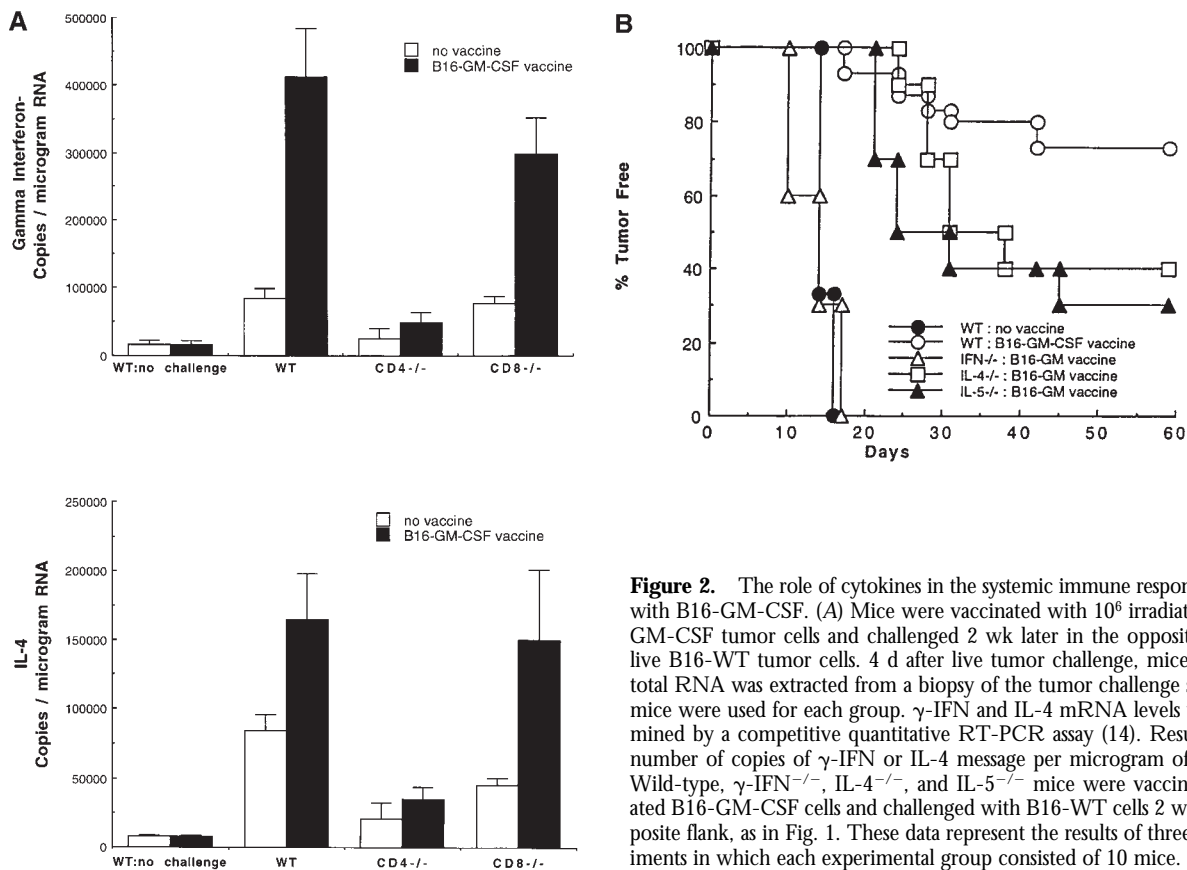 A
Gamma Interferon-
Copies / microgram RNA
500000
400000
300000
200000
100000
0
no vaccine
B16-GM-CSF vaccine
WT:no challenge
WT
CD4-/-
CD8-/-
B
% Tumor Free
100
80
60
40
20
0
WT : no vaccine
WT : B16-GM-CSF vaccine
IFN-/- : B16-GM vaccine
IL-4-/- : B16-GM vaccine
IL-5-/- : B16-GM vaccine
0 10 20 30 40 50 60
Days
IL-4
Copies / microgram RNA
250000
200000
150000
100000
50000
0
no vaccine
B16-GM-CSF vaccine
WT:no challenge
WT
CD4-/-
CD8-/-
Figure 2. The role of cytokines in the systemic immune respon
with B16-GM-CSF. (A) Mice were vaccinated with 10⁶ irradiat
GM-CSF tumor cells and challenged 2 wk later in the opposit
live B16-WT tumor cells. 4 d after live tumor challenge, mice
total RNA was extracted from a biopsy of the tumor challenge s
mice were used for each group. γ-IFN and IL-4 mRNA levels
mined by a competitive quantitative RT-PCR assay (14). Resu
number of copies of γ-IFN or IL-4 message per microgram of
Wild-type, γ-IFN⁻/⁻, IL-4⁻/⁻, and IL-5⁻/⁻ mice were vaccin
ated B16-GM-CSF cells and challenged with B16-WT cells 2 w
posite flank, as in Fig. 1. These data represent the results of three
iments in which each experimental group consisted of 10 mice.